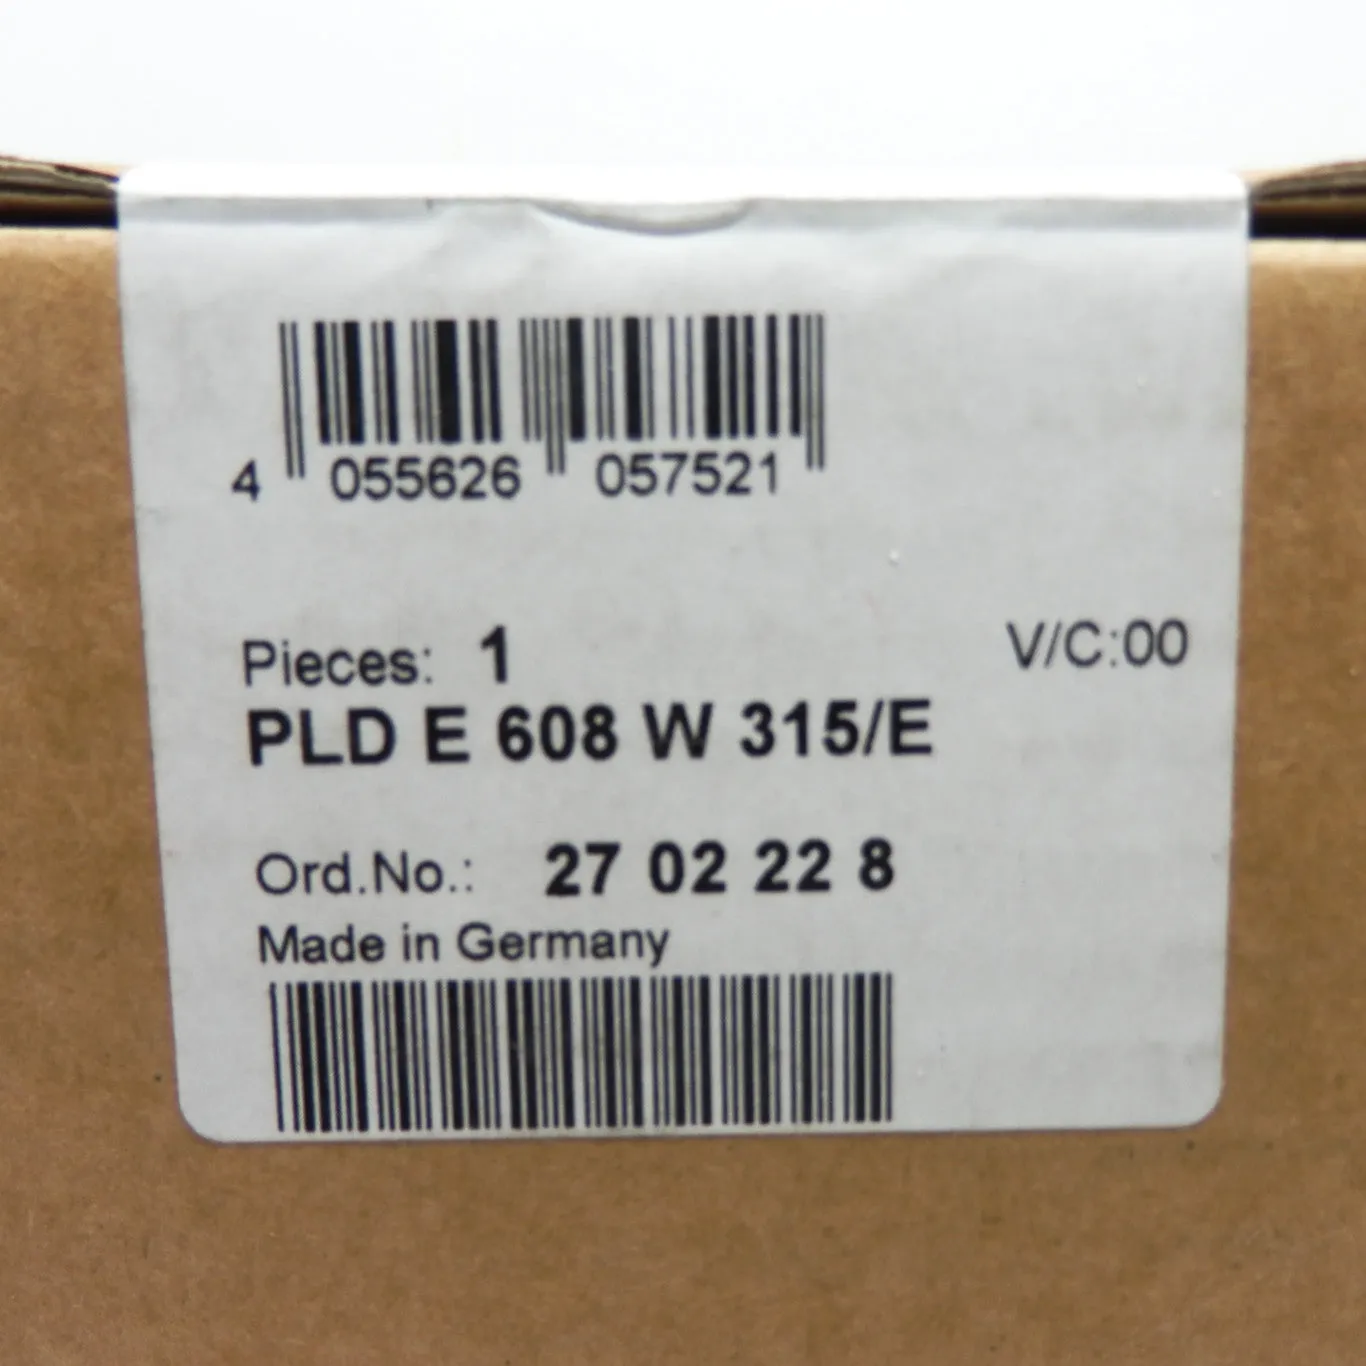 4 055626 057521
Pieces: 1
V/C:00
PLD E 608 W 315/E
Ord.No.: 27 02 22 8
Made in Germany